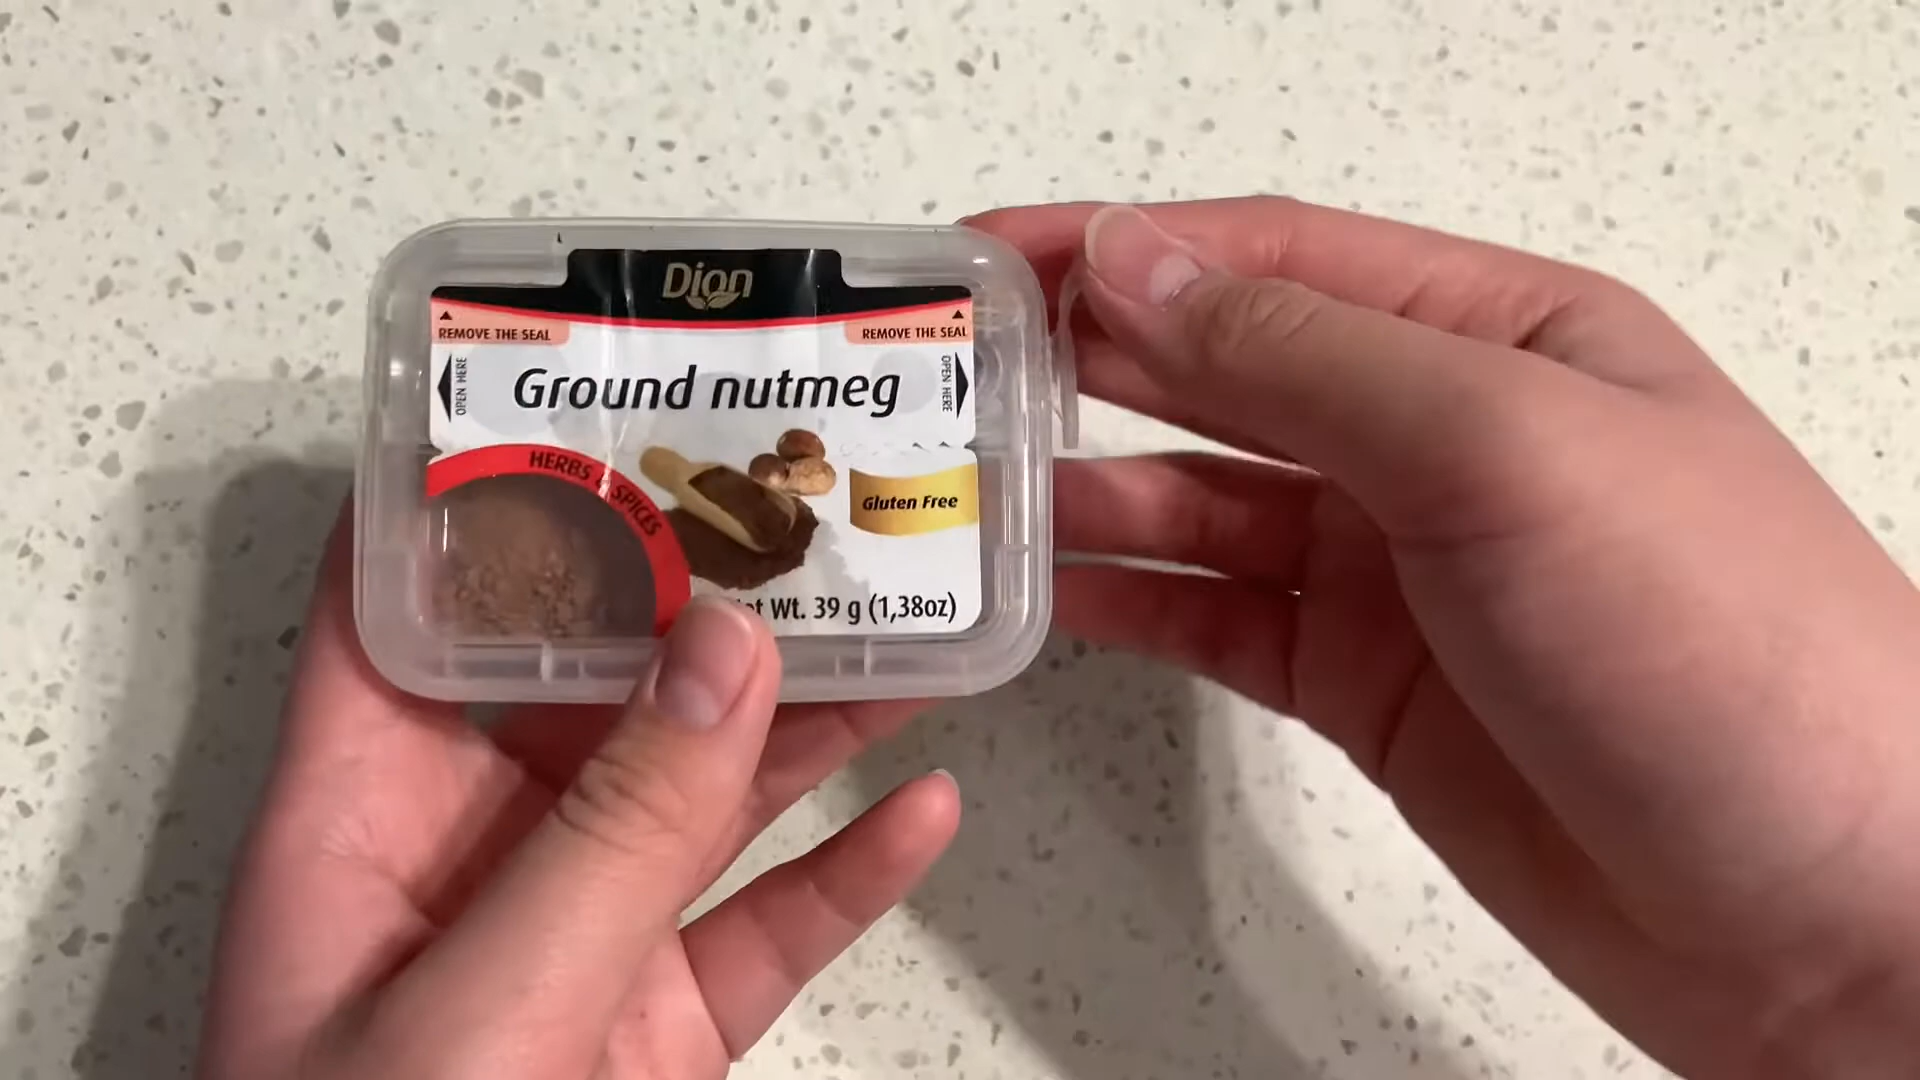 Dion
REMOVE THE SEAL
REMOVE THE SEAL
OPEN HERE
OPEN HERE
Ground nutmeg
HERBS & SPICES
Gluten Free
Wt. 39 g (1,38oz)